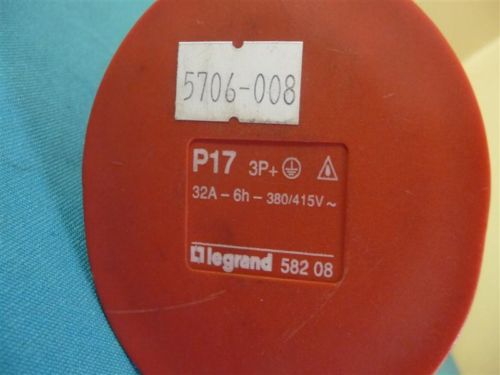 5706-008
P17 3P+
32A - 6h - 380/415V ~
legrand 582 08